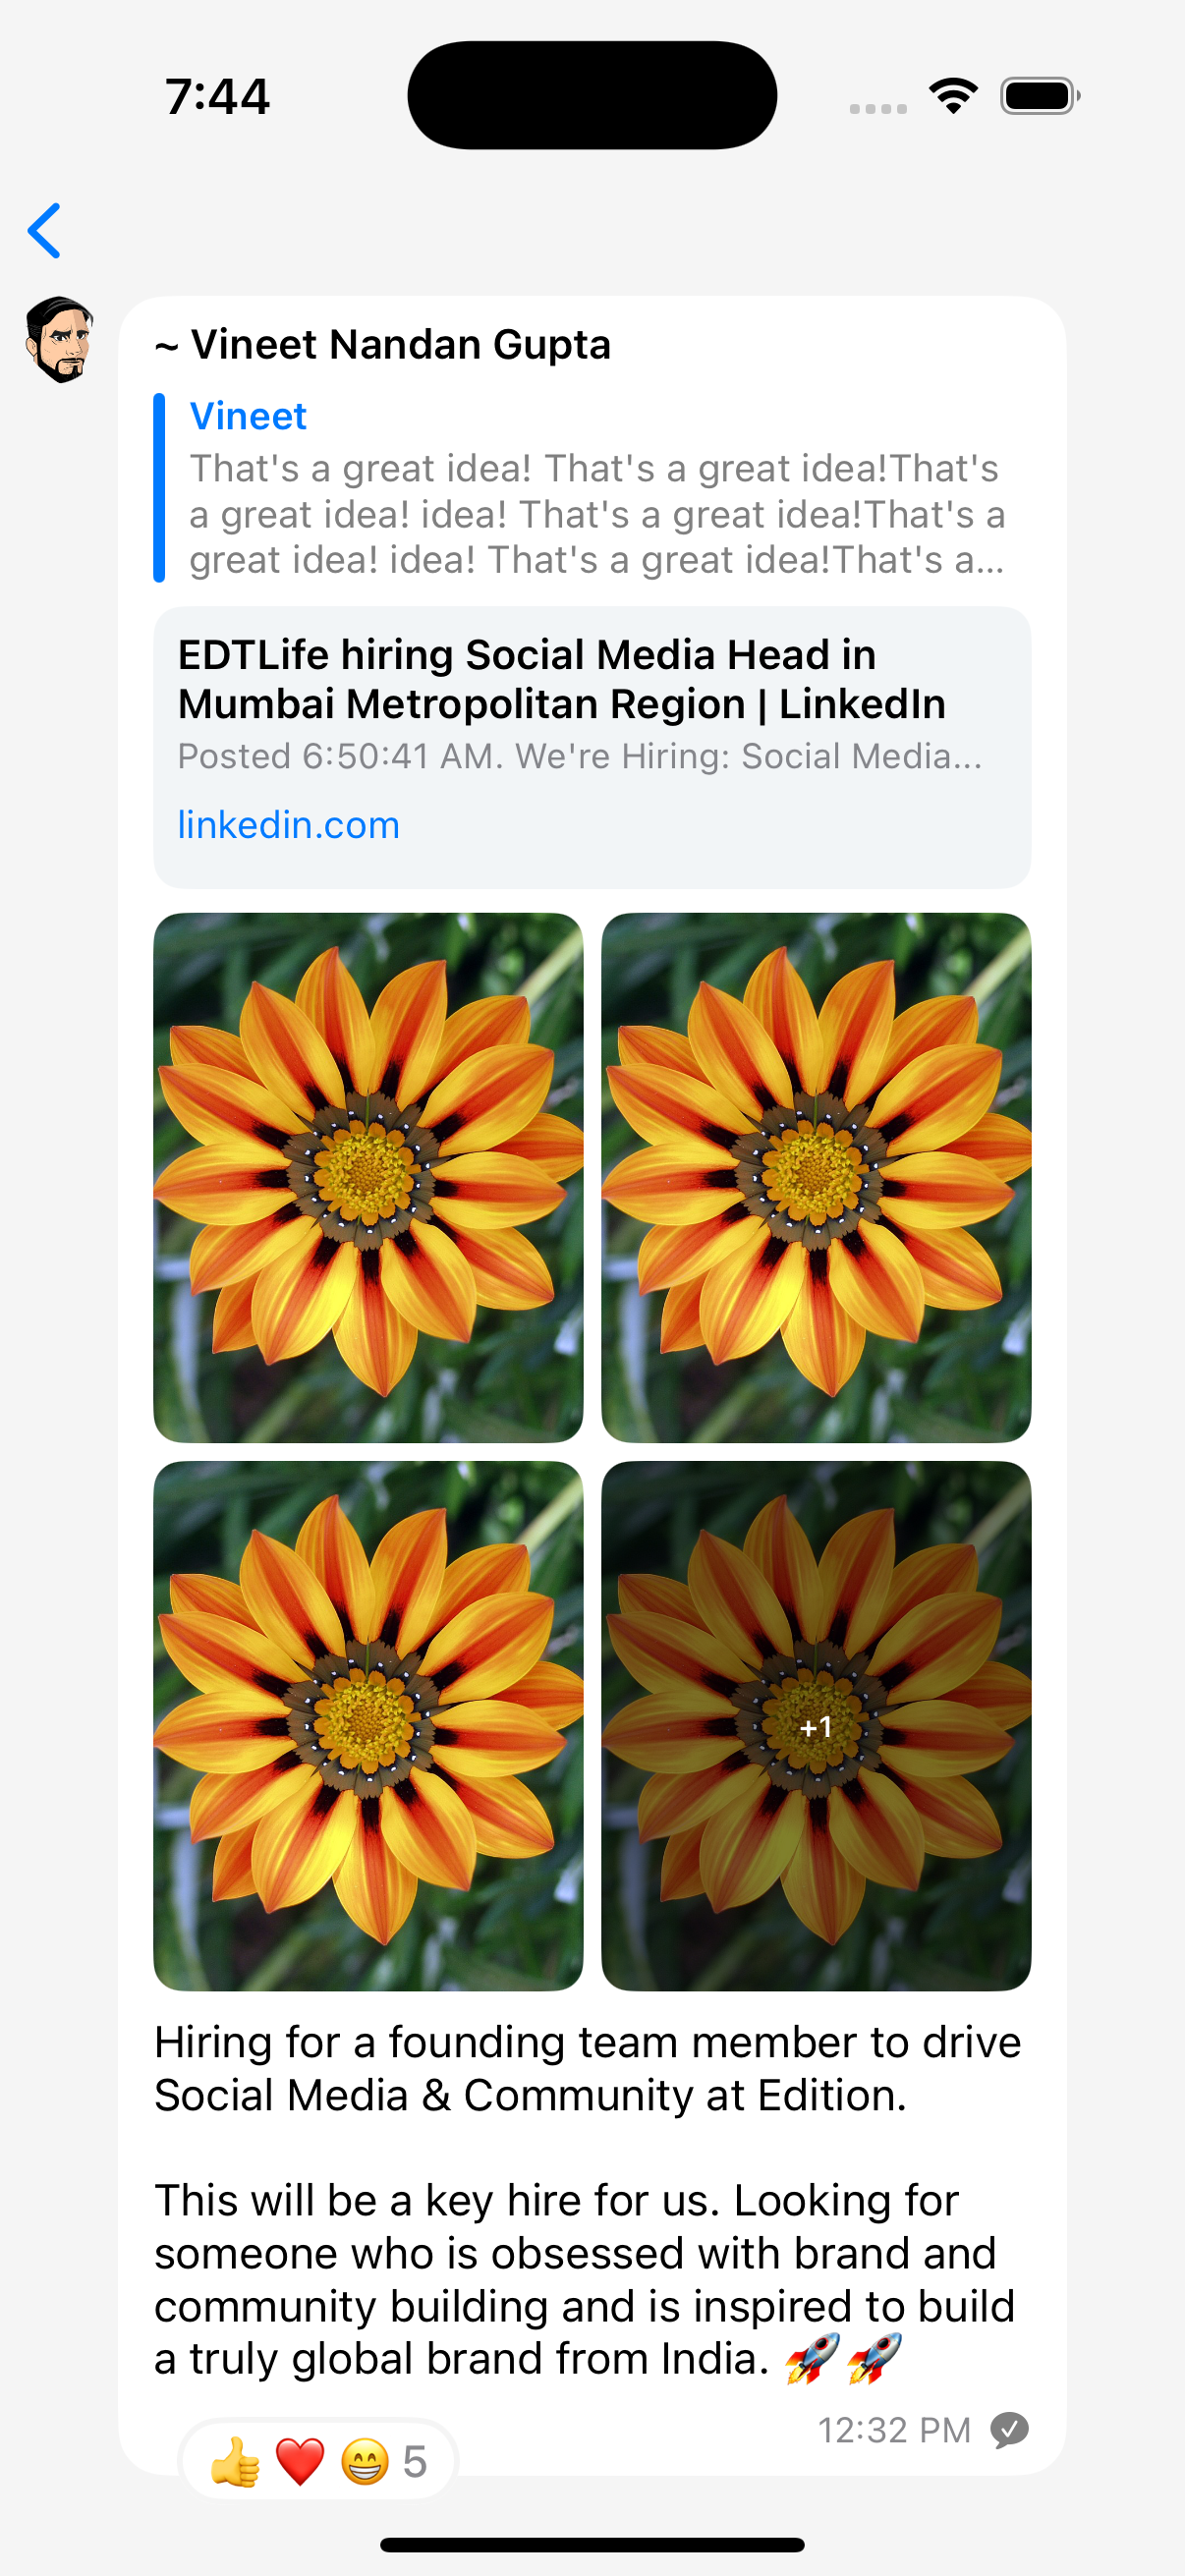 7:44
~ Vineet Nandan Gupta
Vineet
That's a great idea! That's a great idea!That's
a great idea! idea! That's a great idea!That's a
great idea! idea! That's a great idea!That's a...
EDTLife hiring Social Media Head in
Mumbai Metropolitan Region | LinkedIn
Posted 6:50:41 AM. We're Hiring: Social Media...
linkedin.com
+1
Hiring for a founding team member to drive
Social Media & Community at Edition.
This will be a key hire for us. Looking for
someone who is obsessed with brand and
community building and is inspired to build
a truly global brand from India. 🚀🚀
12:32 PM
👍 ❤️ 😁 5